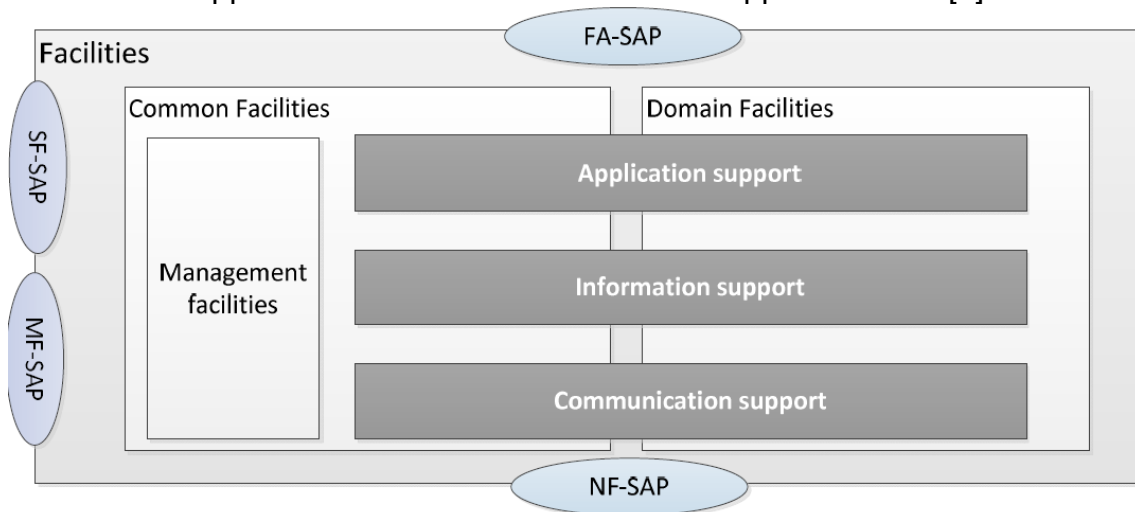 FA-SAP
Facilities
Common Facilities
Domain Facilities
SF-SAP
Application support
Management
facilities
Information support
MF-SAP
Communication support
NF-SAP